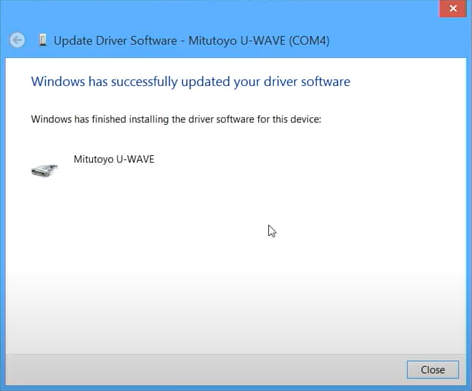 Update Driver Software - Mitutoyo U-WAVE (COM4)
Windows has successfully updated your driver software
Windows has finished installing the driver software for this device:
Mitutoyo U-WAVE
Close